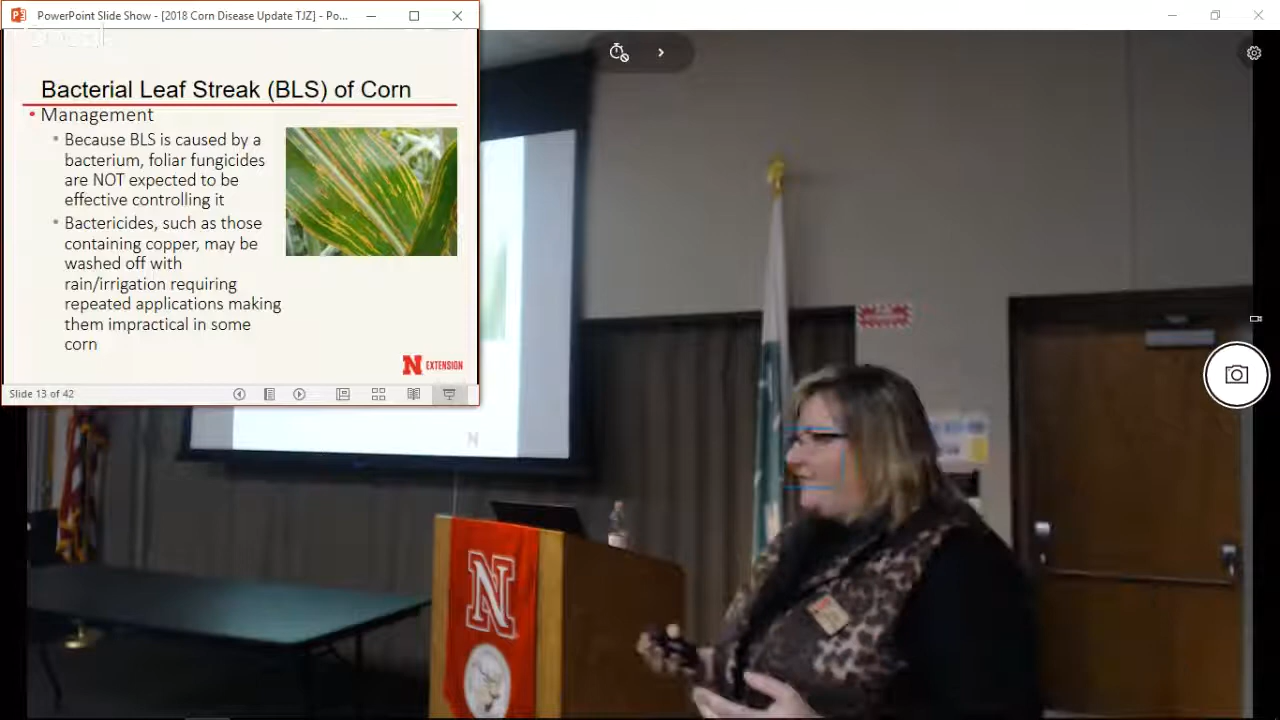 PowerPoint Slide Show - [2018 Corn Disease Update TJZ] - Po...
Bacterial Leaf Streak (BLS) of Corn
• Management
• Because BLS is caused by a
bacterium, foliar fungicides
are NOT expected to be
effective controlling it
• Bactericides, such as those
containing copper, may be
washed off with
rain/irrigation requiring
repeated applications making
them impractical in some
corn
N EXTENSION
Slide 13 of 42
N
N